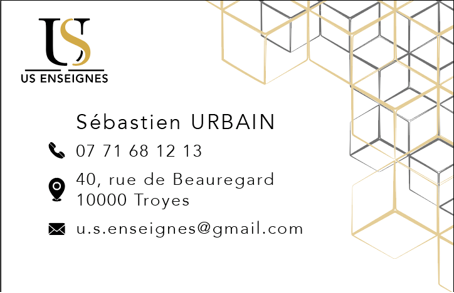 US
US ENSEIGNES
Sébastien URBAIN
07 71 68 12 13
40, rue de Beauregard
10000 Troyes
u.s.enseignes@gmail.com